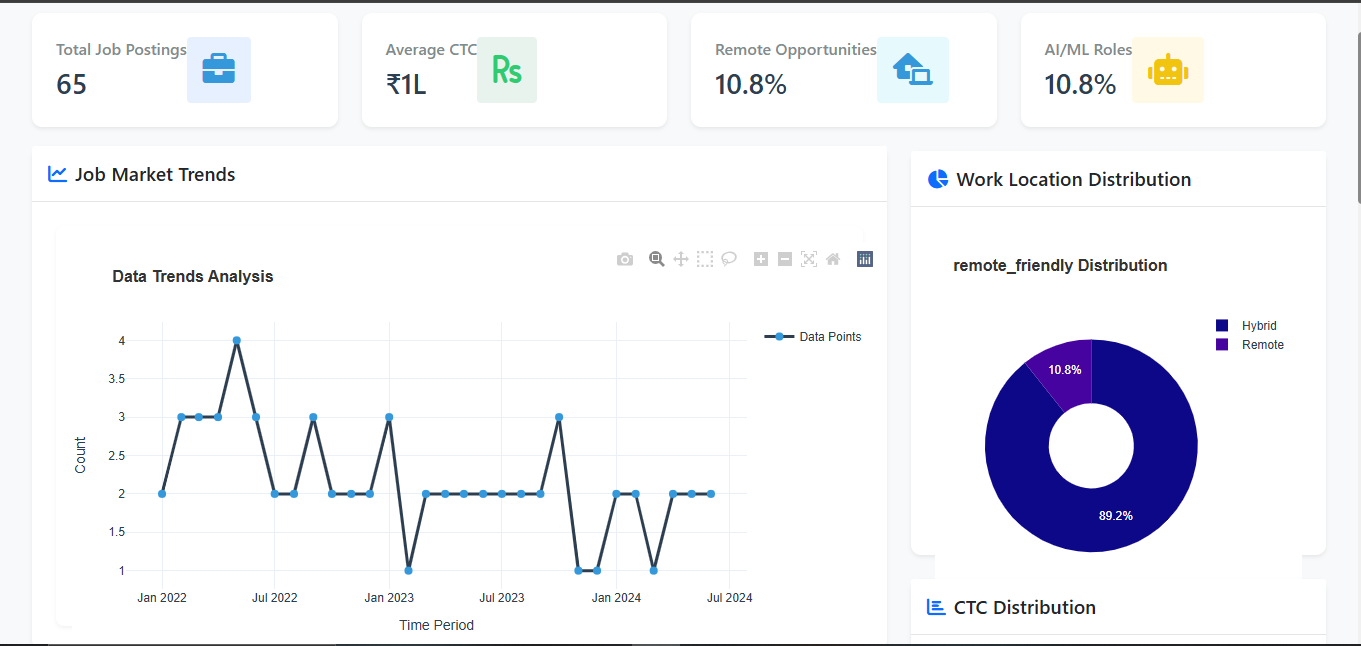 Total Job Postings
65
Average CTC
₹1L
Rs
Remote Opportunities
10.8%
AI/ML Roles
10.8%
Job Market Trends
Data Trends Analysis
Data Points
4
3.5
3
2.5
2
1.5
1
Count
Jan 2022 Jul 2022 Jan 2023 Jul 2023 Jan 2024 Jul 2024
Time Period
Work Location Distribution
remote_friendly Distribution
Hybrid
Remote
10.8%
89.2%
CTC Distribution